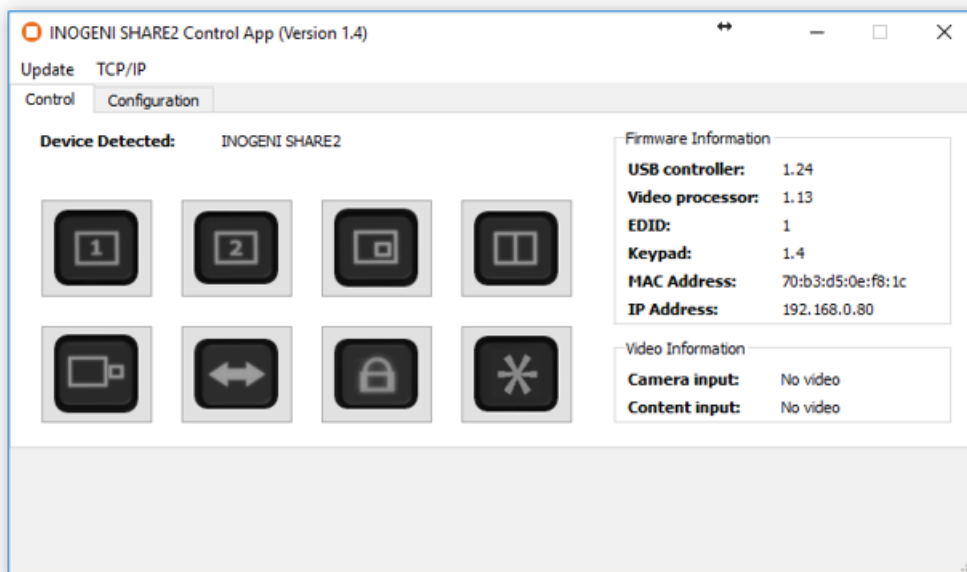 INOGENI SHARE2 Control App (Version 1.4)
Update TCP/IP
Control Configuration
Device Detected: INOGENI SHARE2
1
2
Firmware Information
USB controller: 1.24
Video processor: 1.13
EDID: 1
Keypad: 1.4
MAC Address: 70:b3:d5:0e:f8:1c
IP Address: 192.168.0.80
Video Information
Camera input: No video
Content input: No video